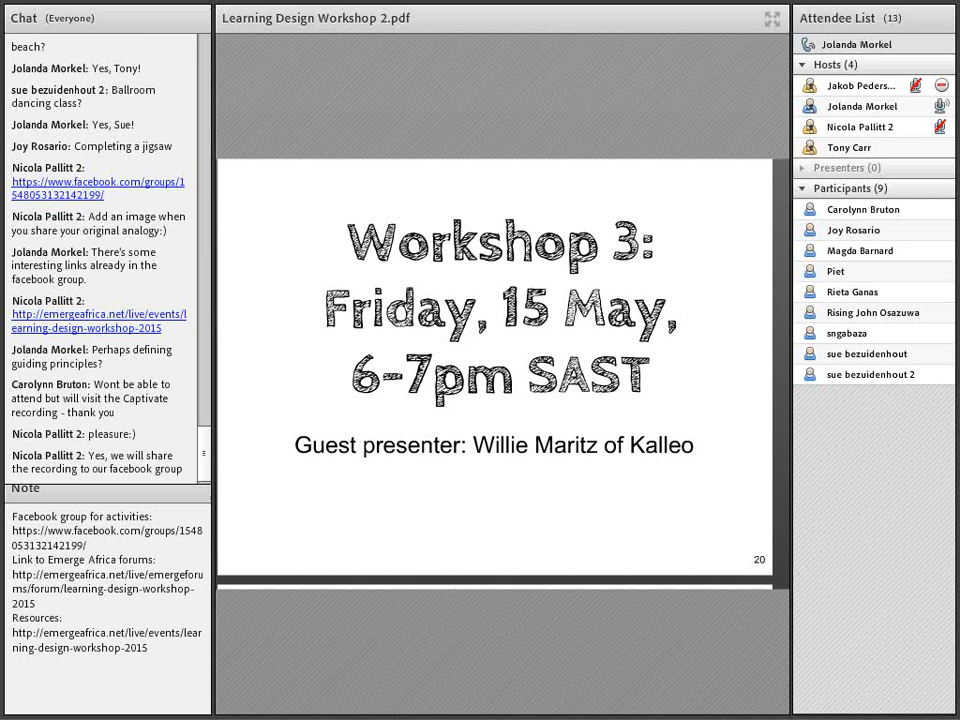 Chat (Everyone)
beach?
Jolanda Morkel: Yes, Tony!
sue bezuidenhout 2: Ballroom
dancing class?
Jolanda Morkel: Yes, Sue!
Joy Rosario: Completing a jigsaw
Nicola Pallitt 2:
https://www.facebook.com/groups/1
548053132142199/
Nicola Pallitt 2: Add an image when
you share your original analogy:)
Jolanda Morkel: There's some
interesting links already in the
facebook group.
Nicola Pallitt 2:
http://emergeafrica.net/live/events/l
earning-design-workshop-2015
Jolanda Morkel: Perhaps defining
guiding principles?
Carolynn Bruton: Wont be able to
attend but will visit the Captivate
recording - thank you
Nicola Pallitt 2: pleasure:)
Nicola Pallitt 2: Yes, we will share
the recording to our facebook group
Note
Facebook group for activities:
https://www.facebook.com/groups/1548
053132142199/
Link to Emerge Africa forums:
http://emergeafrica.net/live/emergeforu
ms/forum/learning-design-workshop-
2015
Resources:
http://emergeafrica.net/live/events/lear
ning-design-workshop-2015
Learning Design Workshop 2.pdf
Workshop 3:
Friday, 15 May,
6-7pm SAST
Guest presenter: Willie Maritz of Kalleo
20
Attendee List (13)
Jolanda Morkel
Hosts (4)
Jakob Peders...
Jolanda Morkel
Nicola Pallitt 2
Tony Carr
Presenters (0)
Participants (9)
Carolynn Bruton
Joy Rosario
Magda Barnard
Piet
Rieta Ganas
Rising John Osazuwa
sngabaza
sue bezuidenhout
sue bezuidenhout 2